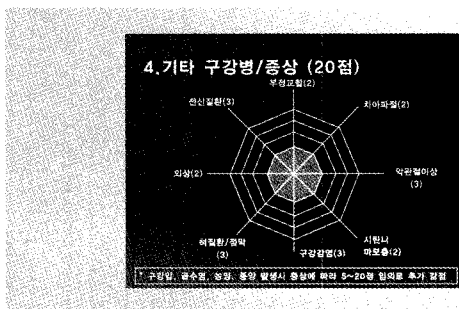 4.기타 구강병/증상 (20점)
부정교합(2)
전신질환(3)
치아파절(2)
외상(2)
악관절이상
(3)
혀질환/점막
(3)
구강감염(3)
시린니
마모증(2)
* 구강암, 골수염, 종양 발생시 증상에 따라 5~20점 임의로 추가 감점